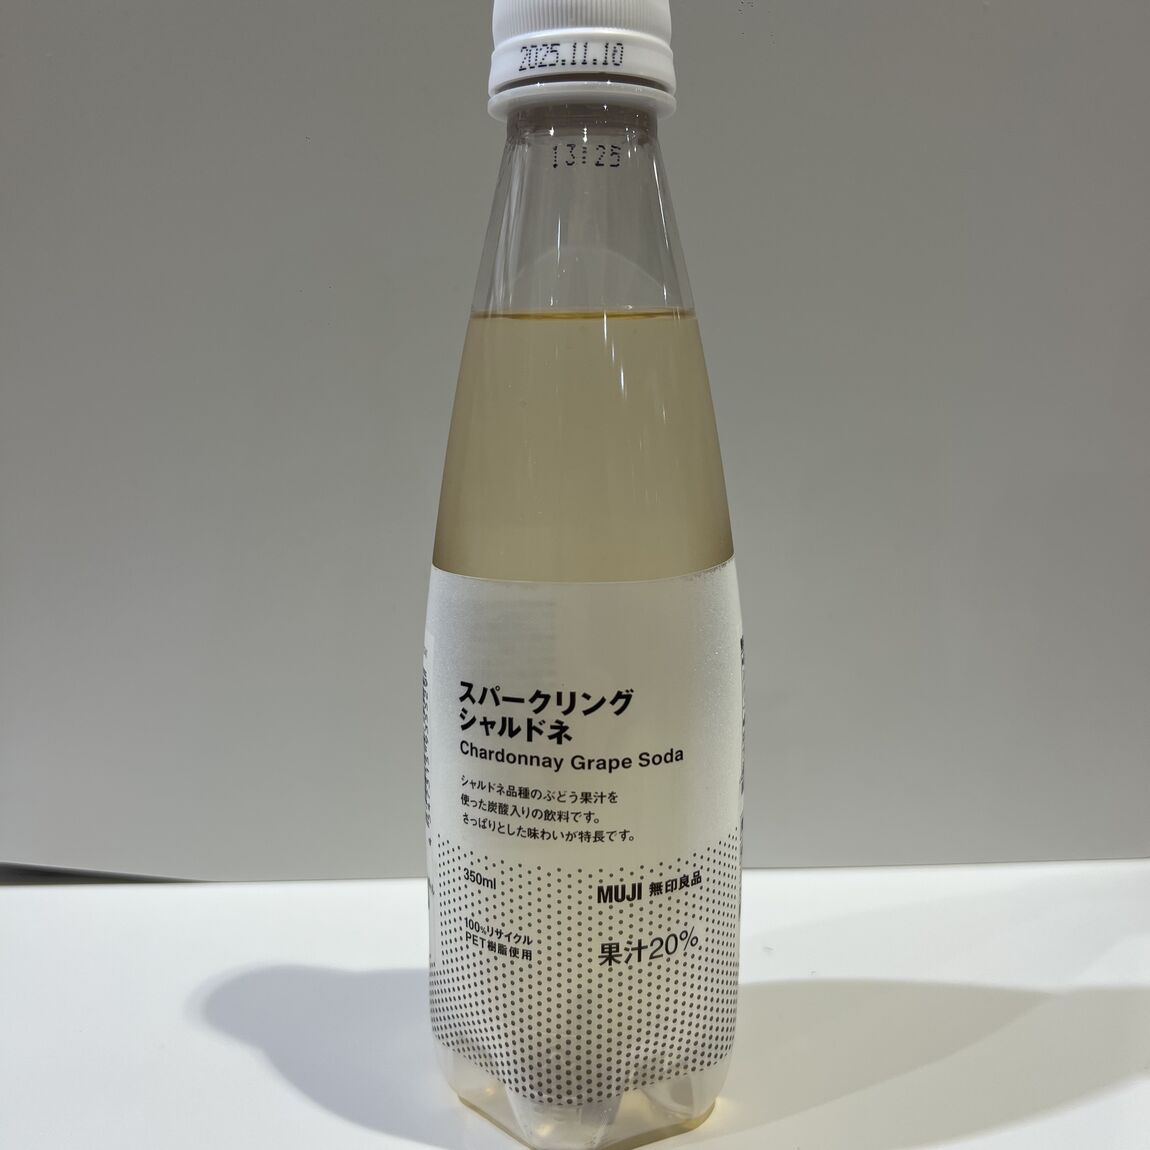 2025.11.10
13:25
スパークリング
シャルドネ
Chardonnay Grape Soda
シャルドネ品種のぶどう果汁を
使った炭酸入りの飲料です。
さっぱりとした味わいが特長です。
350ml
MUJI 無印良品
100%リサイクル
PET樹脂使用
果汁20%